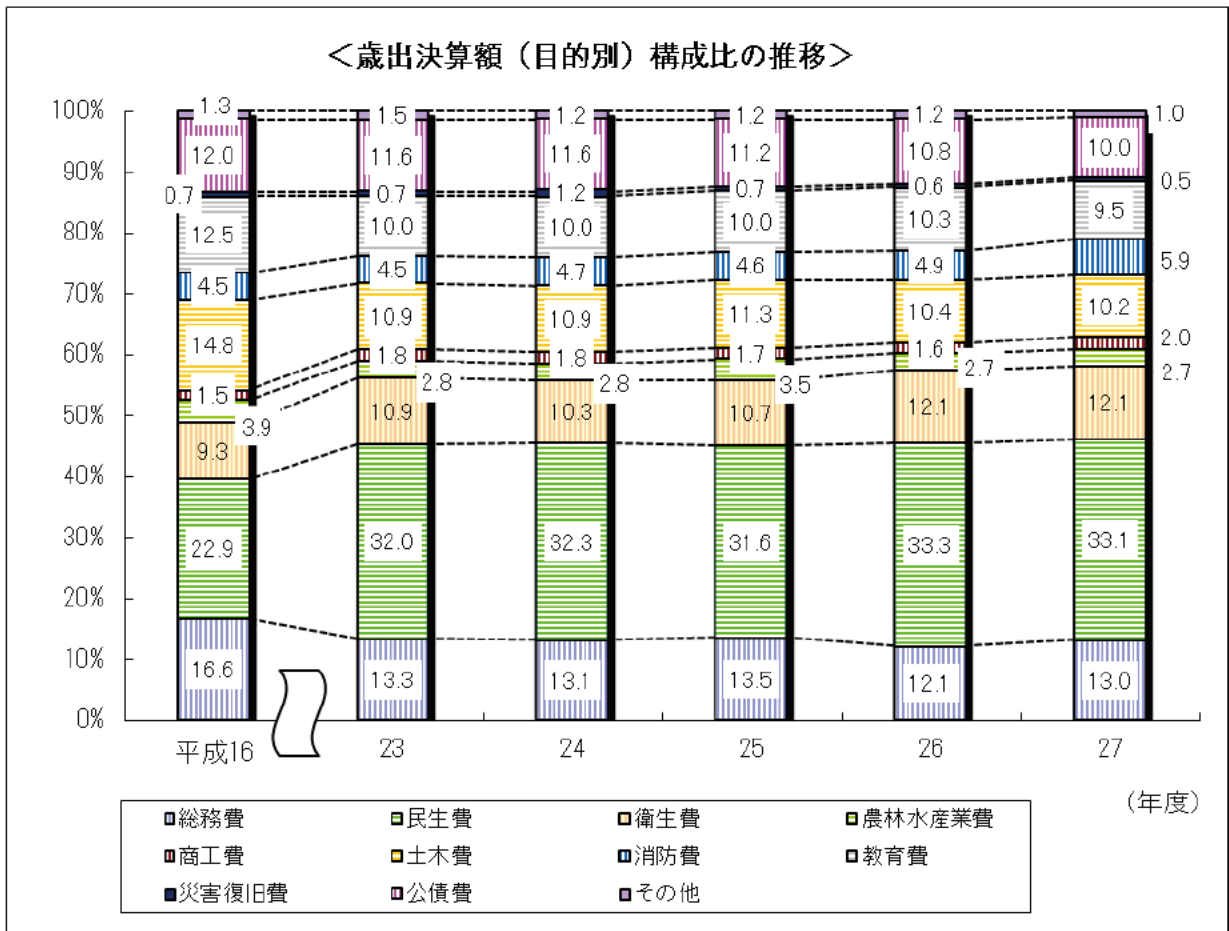 <歳出決算額（目的別）構成比の推移>
100%
90%
80%
70%
60%
50%
40%
30%
20%
10%
0%
1.3 1.5 1.2 1.2 1.2 1.0
12.0 11.6 11.6 11.2 10.8 10.0
0.7 0.7 1.2 0.7 0.6 0.5
12.5 10.0 10.0 10.0 10.3 9.5
4.5 4.5 4.7 4.6 4.9 5.9
14.8 10.9 10.9 11.3 10.4 10.2
1.5 1.8 1.8 1.7 1.6 2.0
3.9 2.8 2.8 3.5 2.7 2.7
9.3 10.9 10.3 10.7 12.1 12.1
22.9 32.0 32.3 31.6 33.3 33.1
16.6 13.3 13.1 13.5 12.1 13.0
平成16 23 24 25 26 27
（年度）
総務費 民生費 衛生費 農林水産業費
商工費 土木費 消防費 教育費
災害復旧費 公債費 その他